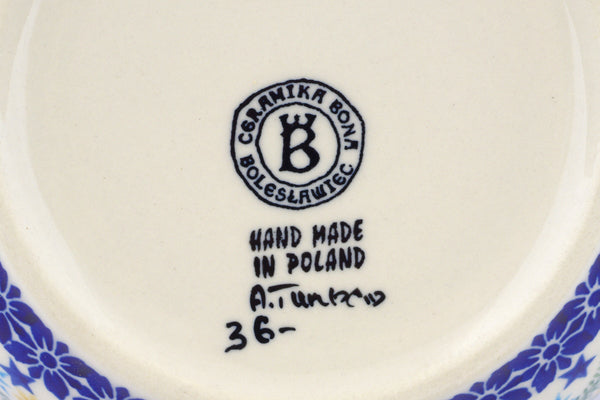 CERAMIKA BONA
BOLESŁAWIEC
B
HAND MADE
IN POLAND
36-